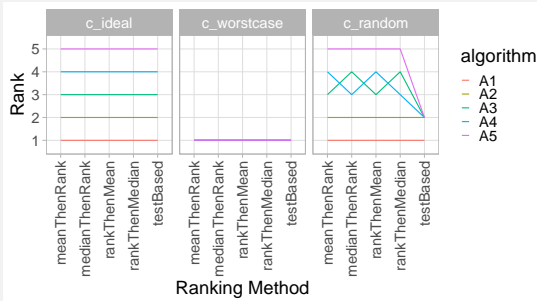 c_ideal c_worstcase c_random
5
4
3
2
1
Rank
meanThenRank
medianThenRank
rankThenMean
rankThenMedian
testBased
meanThenRank
medianThenRank
rankThenMean
rankThenMedian
testBased
meanThenRank
medianThenRank
rankThenMean
rankThenMedian
testBased
Ranking Method
algorithm
A1
A2
A3
A4
A5